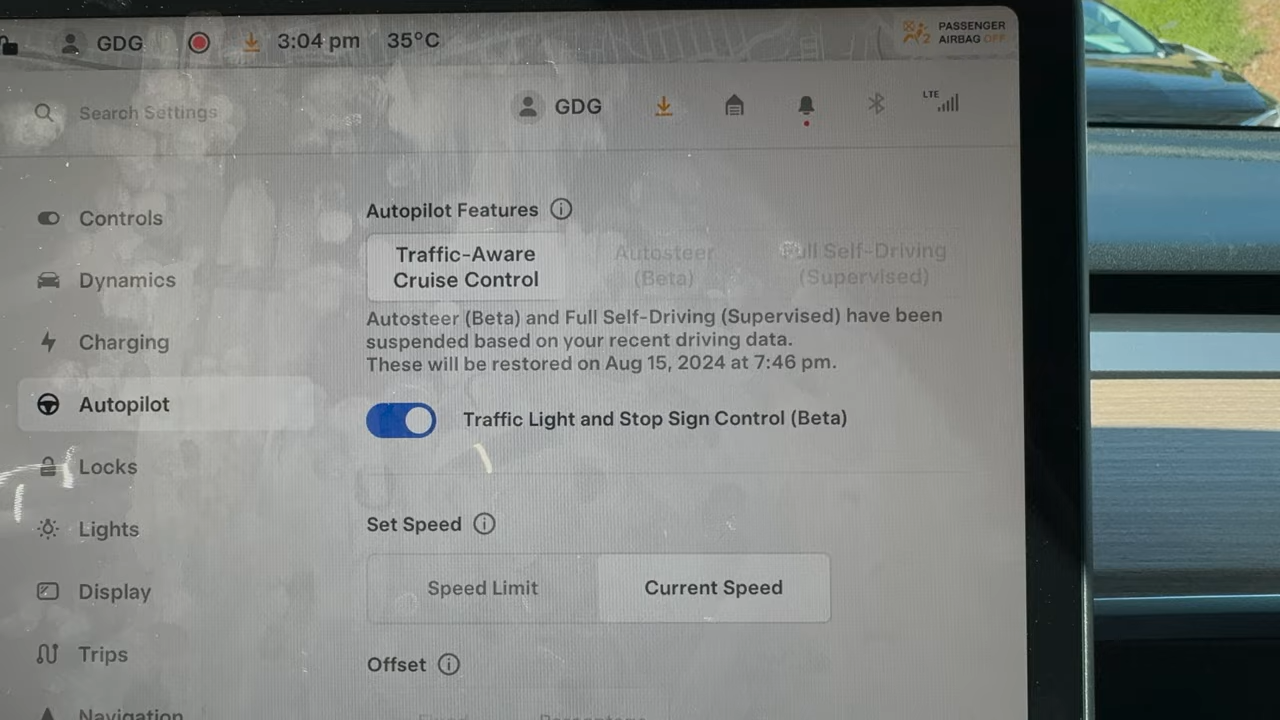 GDG 3:04 pm 35°C
PASSENGER
AIRBAG OFF
Search Settings
GDG
LTE
Controls
Dynamics
Charging
Autopilot
Locks
Lights
Display
Trips
Navigation
Autopilot Features
Traffic-Aware
Cruise Control
Autosteer
(Beta)
Full Self-Driving
(Supervised)
Autosteer (Beta) and Full Self-Driving (Supervised) have been
suspended based on your recent driving data.
These will be restored on Aug 15, 2024 at 7:46 pm.
Traffic Light and Stop Sign Control (Beta)
Set Speed
Speed Limit
Current Speed
Offset